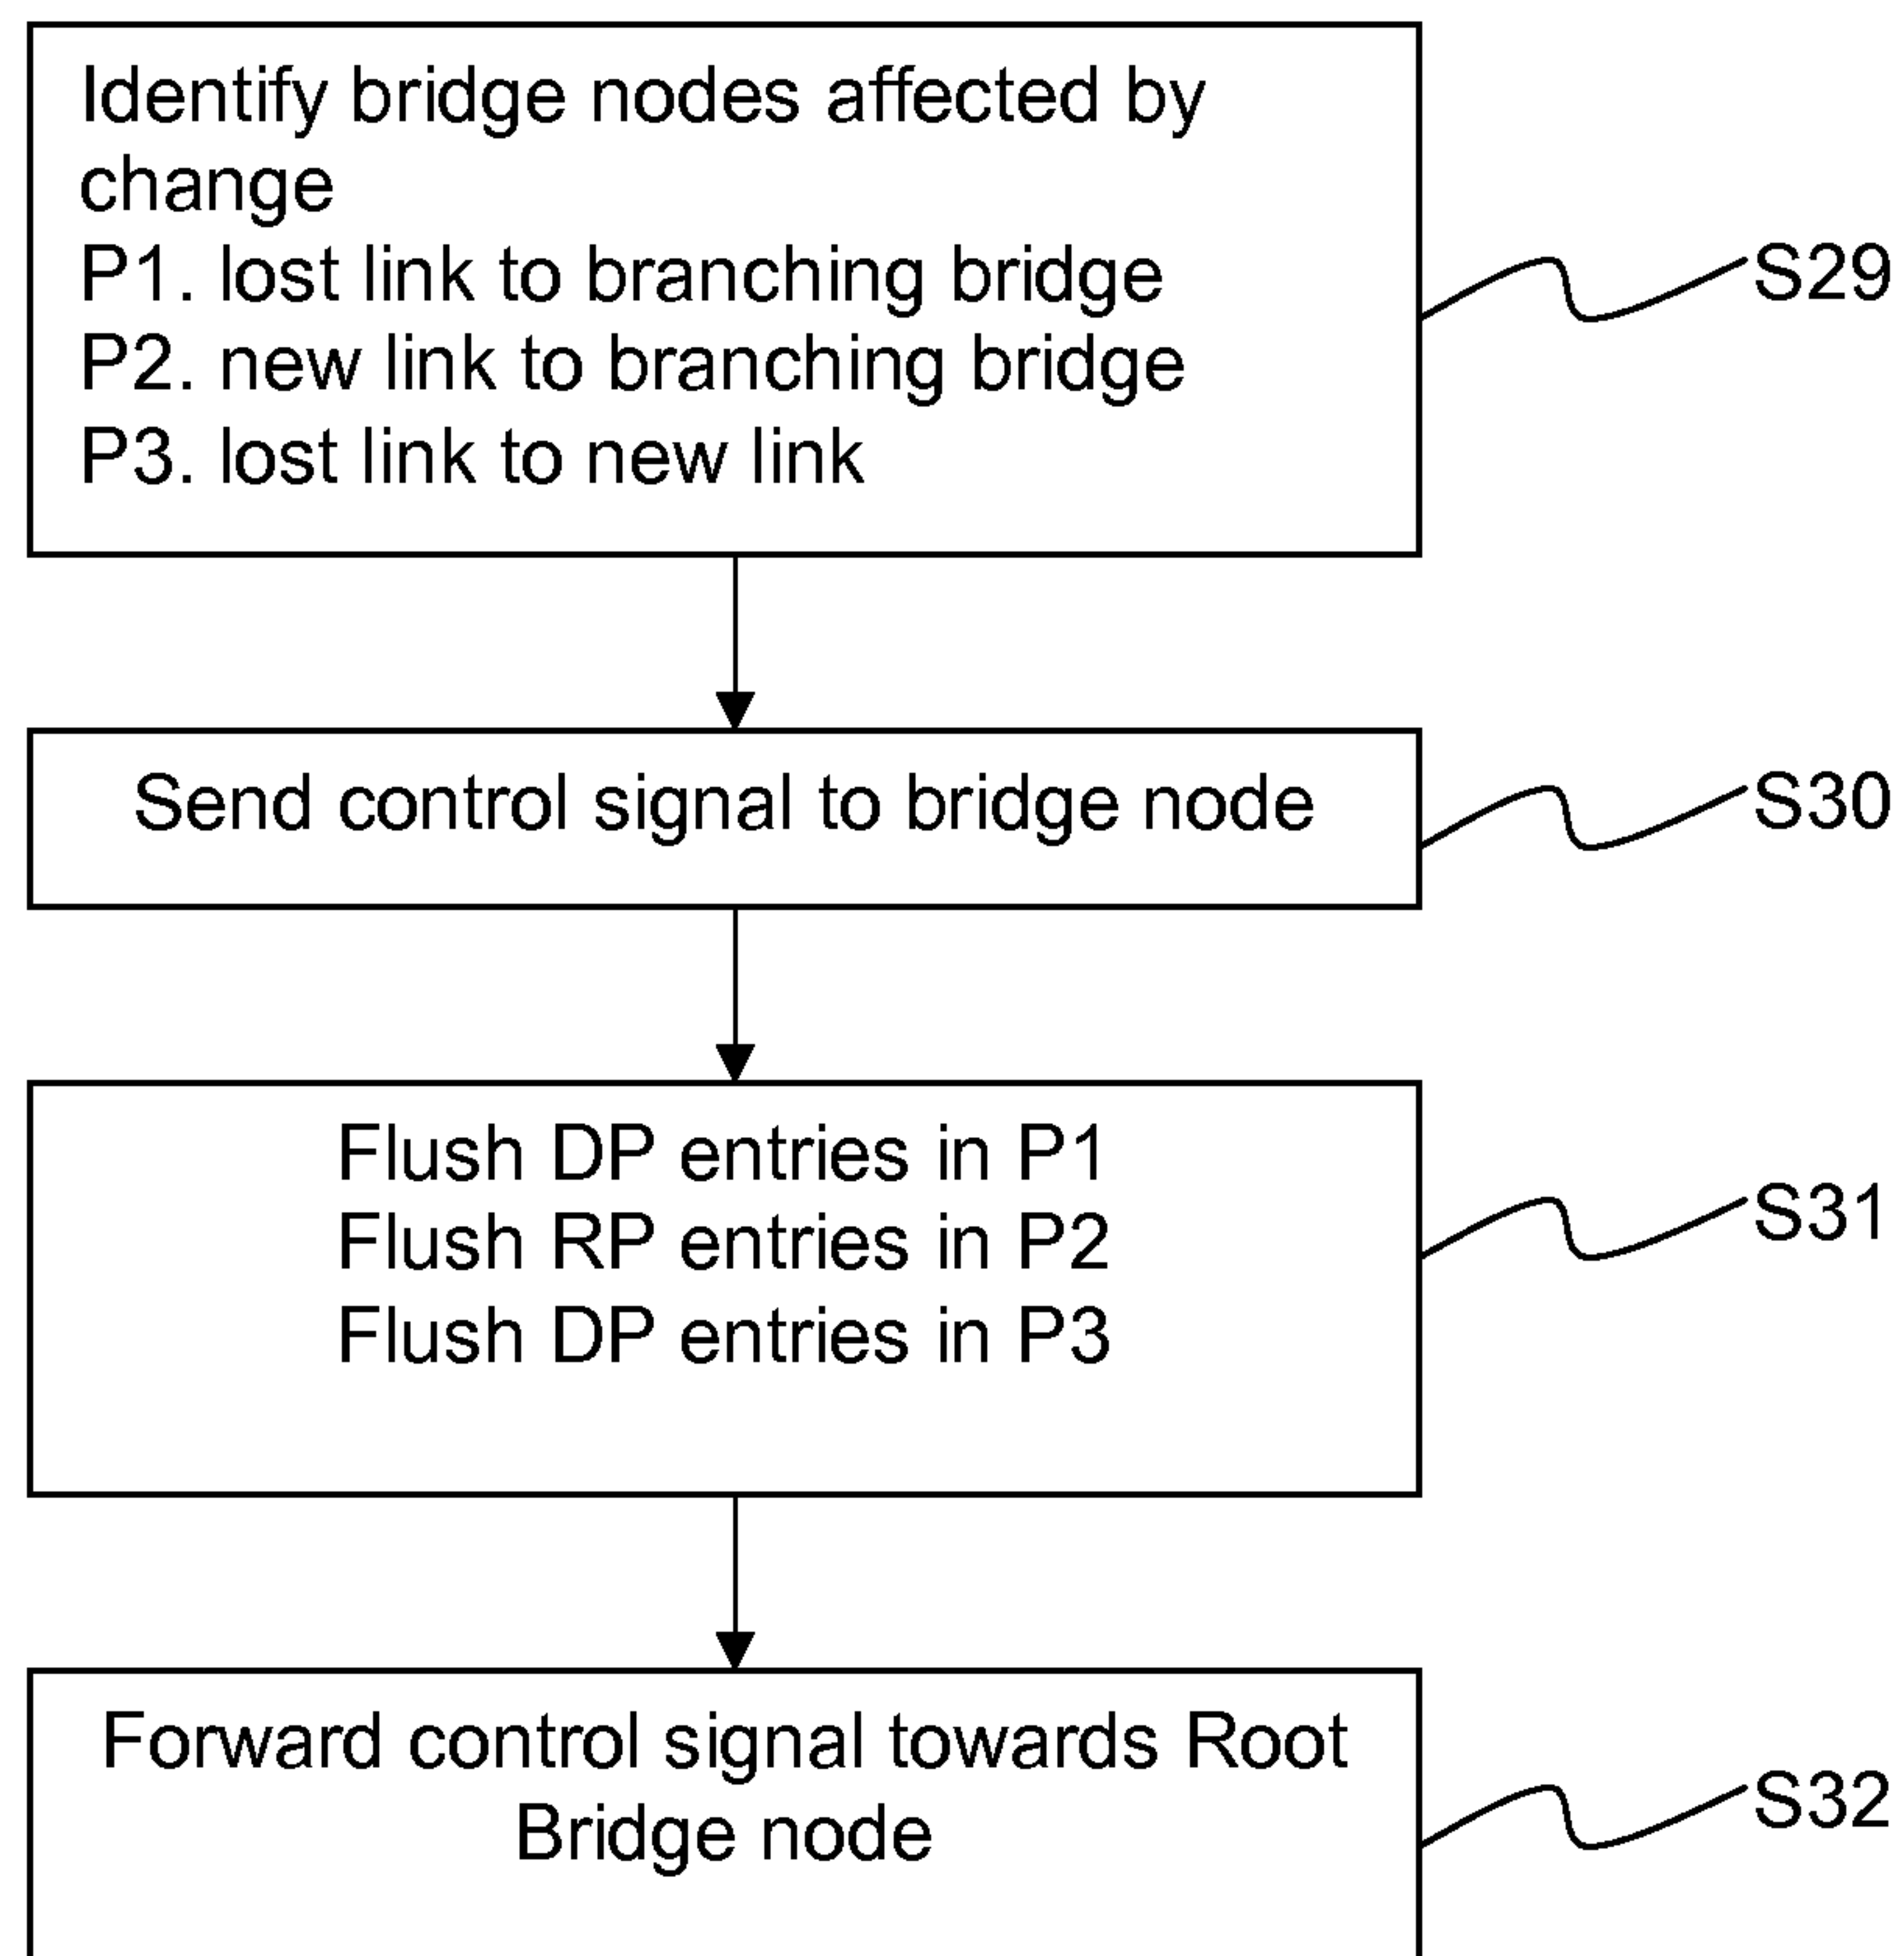 Identify bridge nodes affected by
change
P1. lost link to branching bridge
P2. new link to branching bridge
P3. lost link to new link
S29
Send control signal to bridge node
S30
Flush DP entries in P1
Flush RP entries in P2
Flush DP entries in P3
S31
Forward control signal towards Root
Bridge node
S32